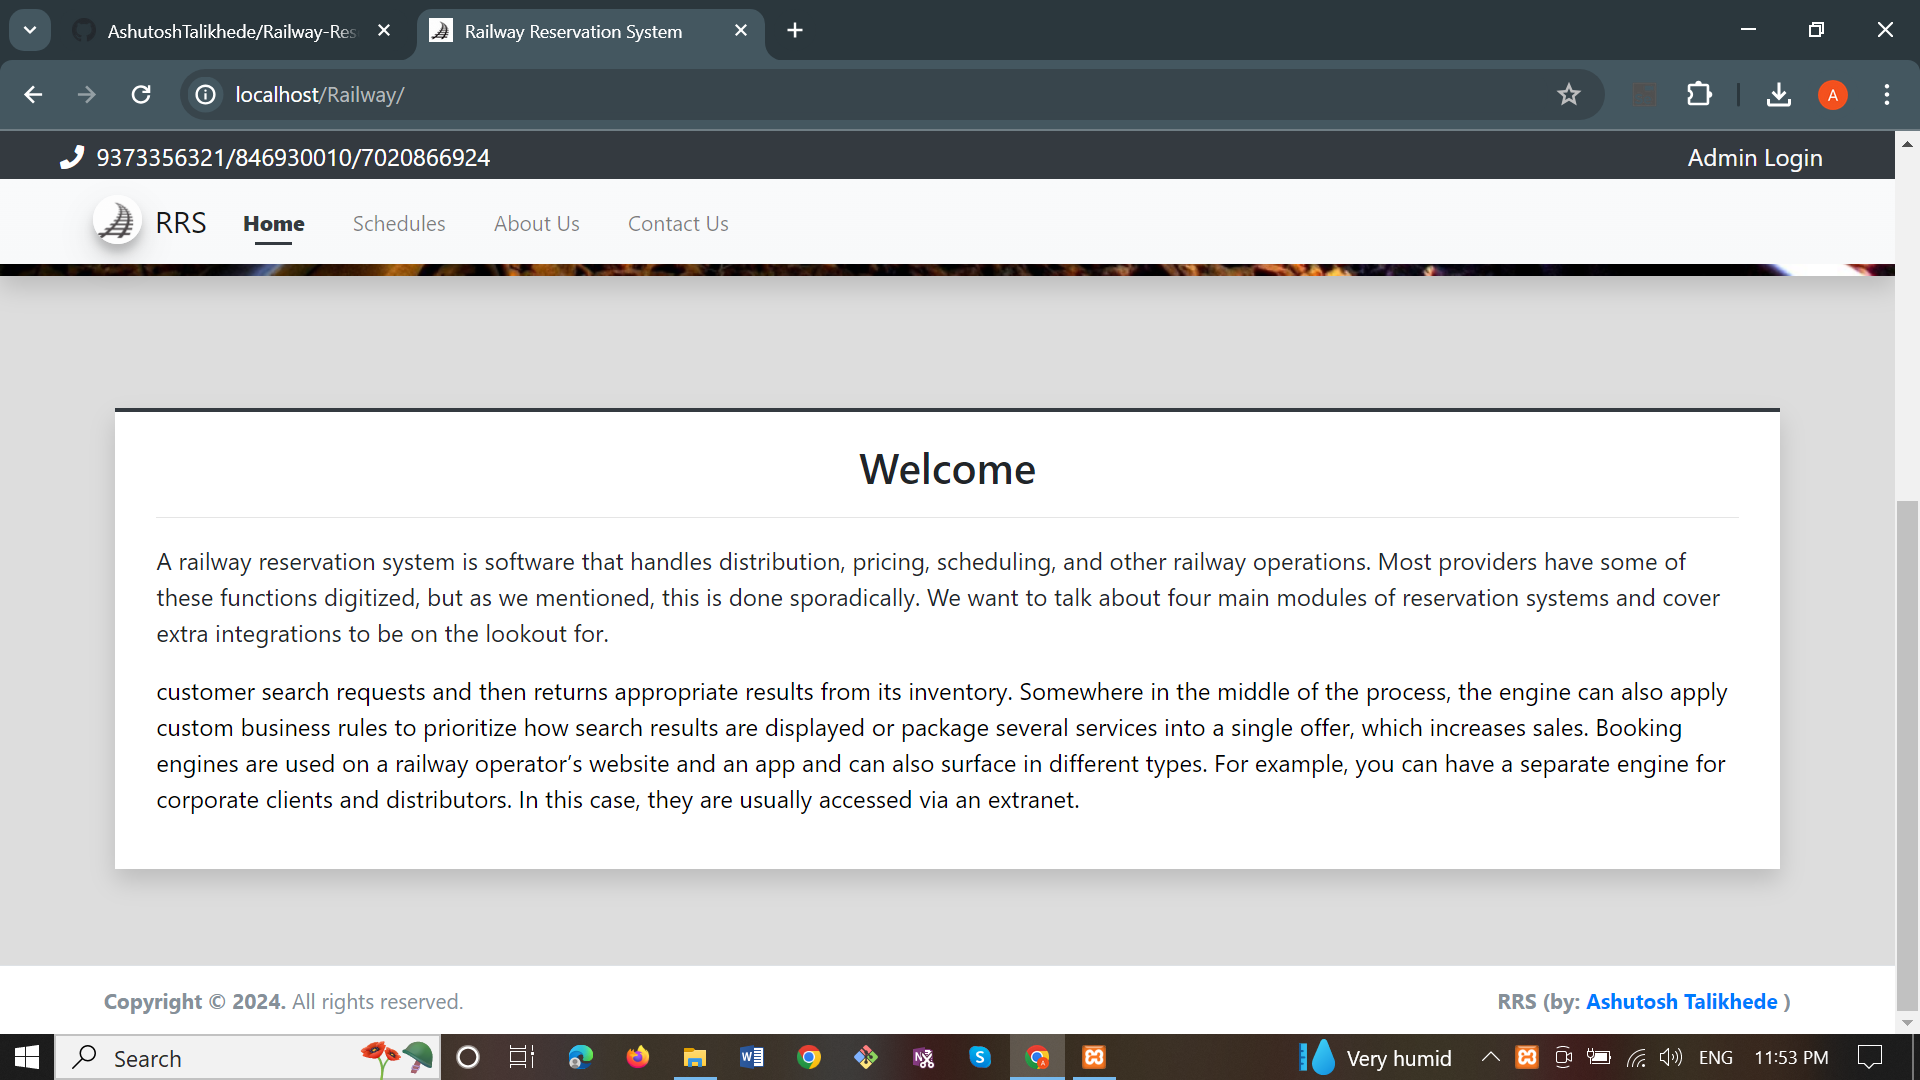 AshutoshTalikhede/Railway-Res
Railway Reservation System
localhost/Railway/
A
9373356321/846930010/7020866924
Admin Login
RRS
Home
Schedules
About Us
Contact Us
Welcome
A railway reservation system is software that handles distribution, pricing, scheduling, and other railway operations. Most providers have some of
these functions digitized, but as we mentioned, this is done sporadically. We want to talk about four main modules of reservation systems and cover
extra integrations to be on the lookout for.
customer search requests and then returns appropriate results from its inventory. Somewhere in the middle of the process, the engine can also apply
custom business rules to prioritize how search results are displayed or package several services into a single offer, which increases sales. Booking
engines are used on a railway operator’s website and an app and can also surface in different types. For example, you can have a separate engine for
corporate clients and distributors. In this case, they are usually accessed via an extranet.
Copyright © 2024. All rights reserved.
RRS (by: Ashutosh Talikhede )
Search
Very humid
ENG
11:53 PM